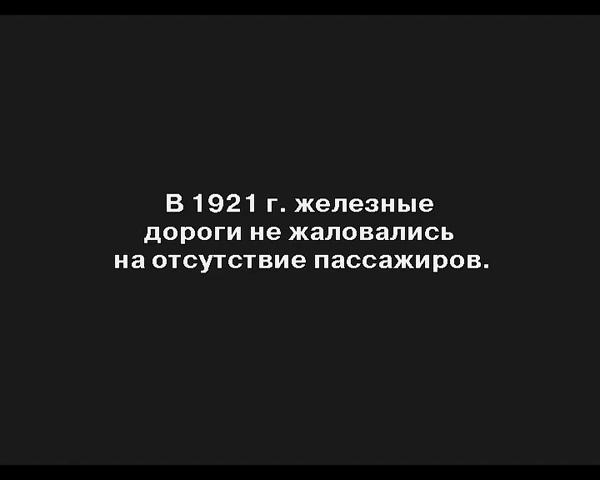 В 1921 г. железные
дороги не жаловались
на отсутствие пассажиров.